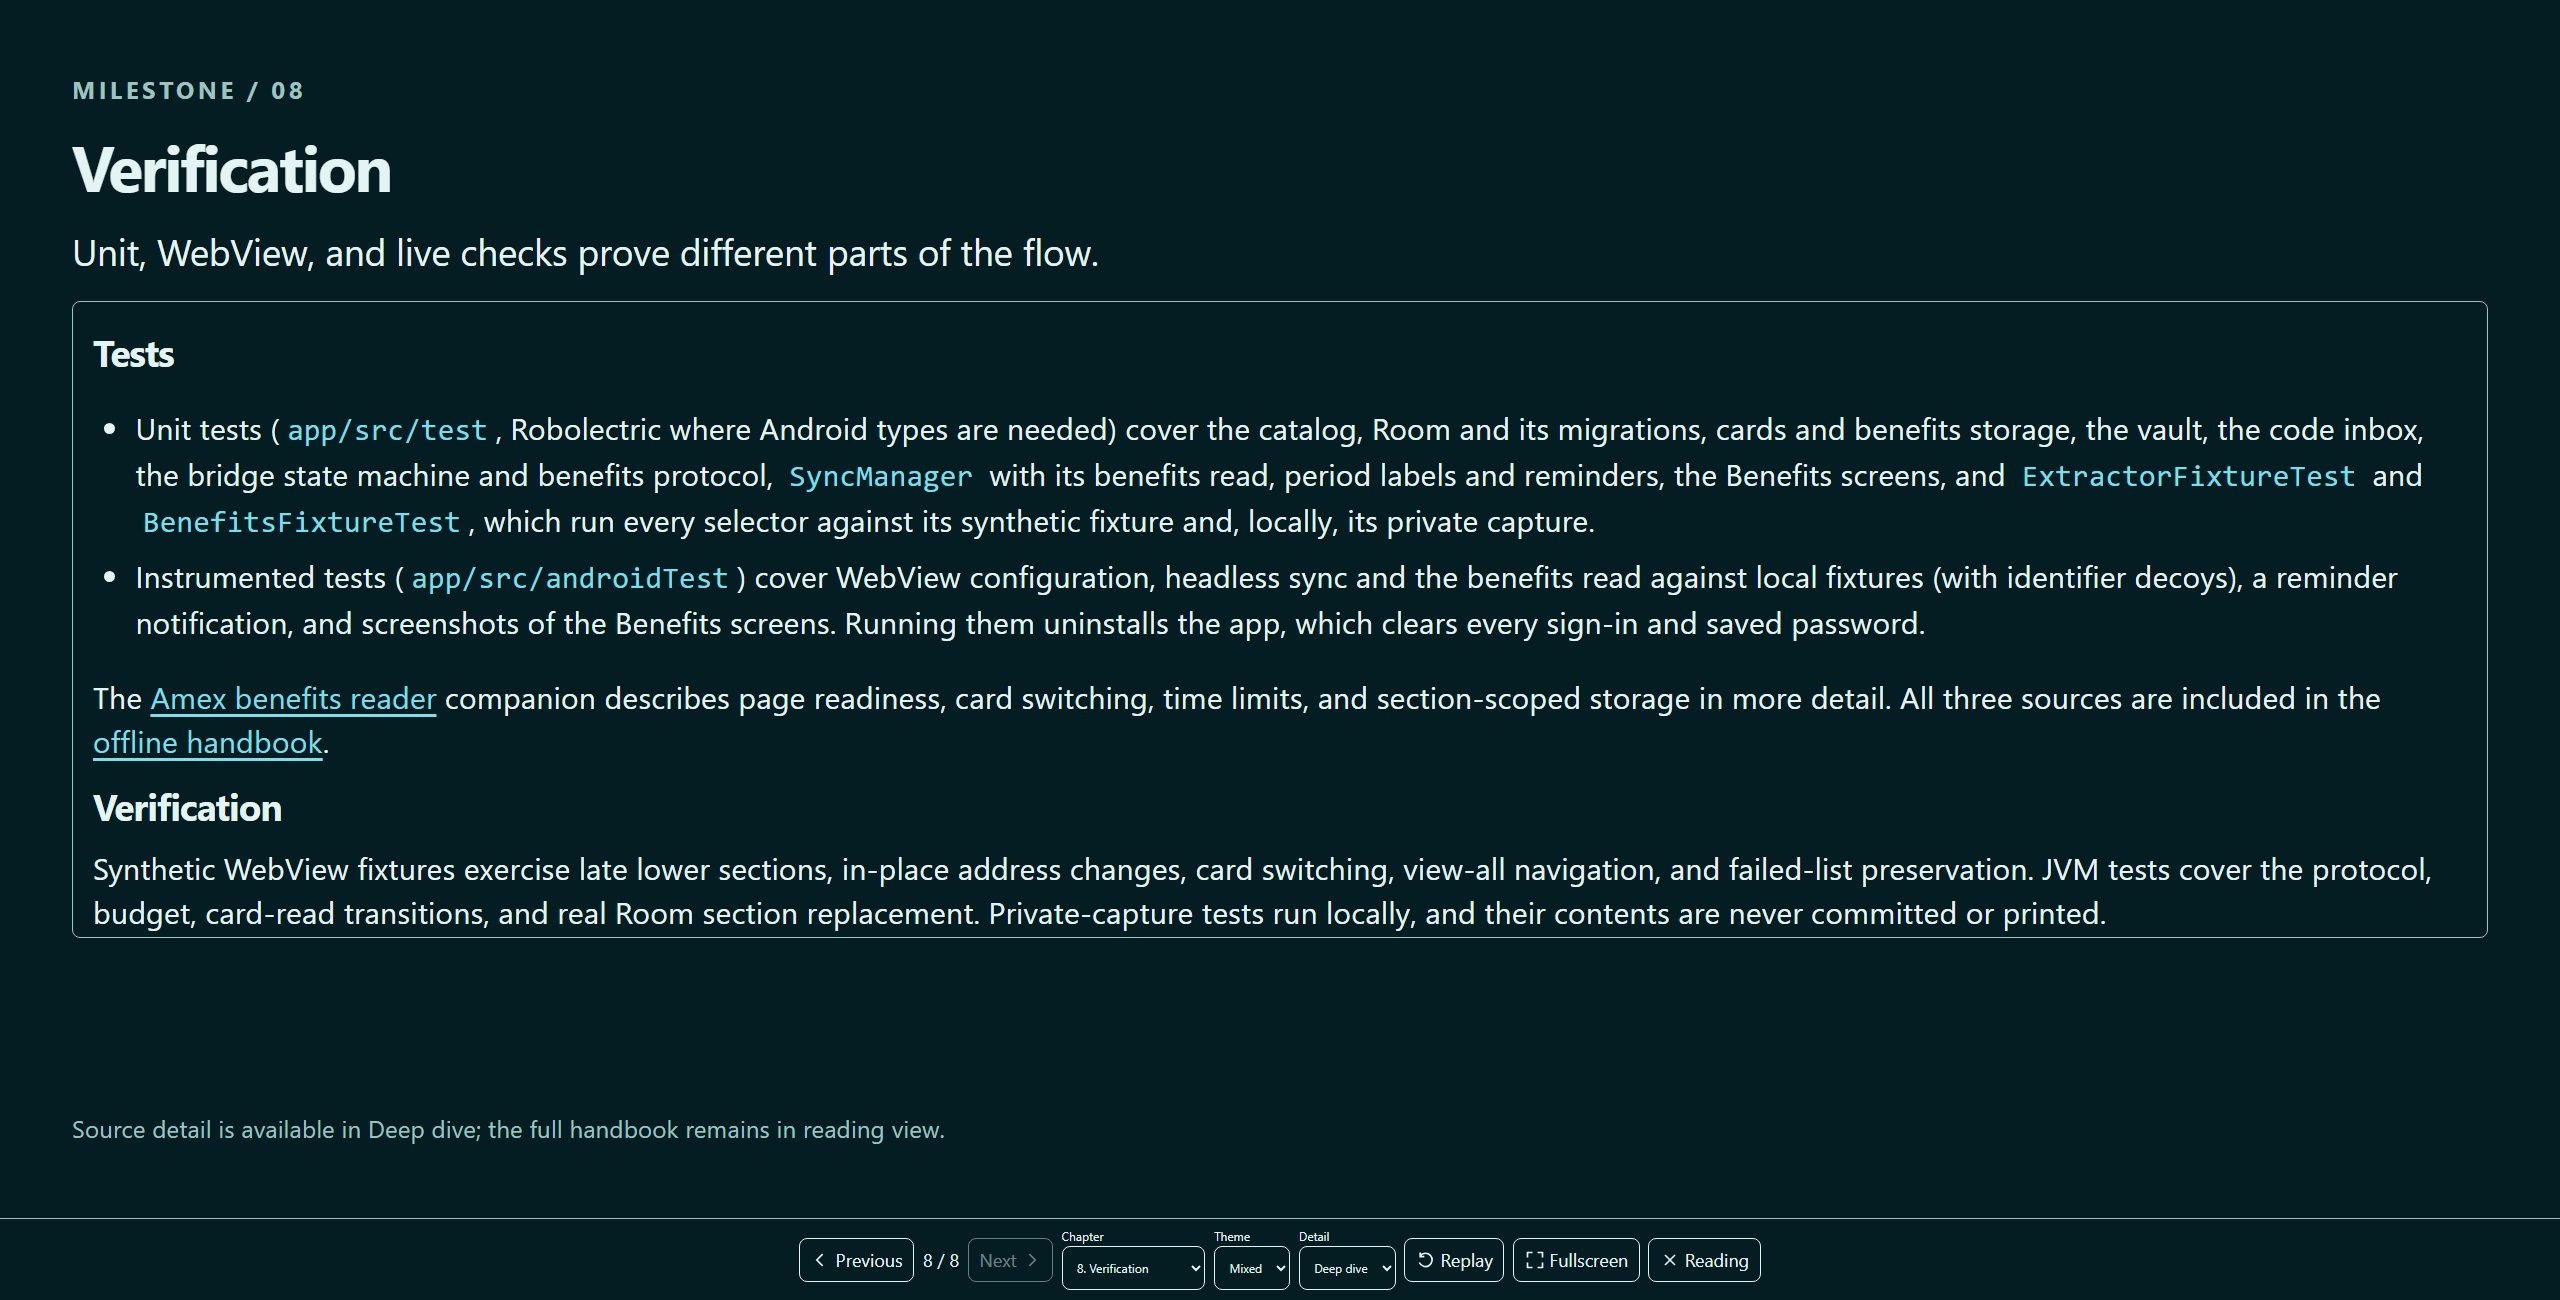 MILESTONE / 08
Verification
Unit, WebView, and live checks prove different parts of the flow.
Tests
• Unit tests ( app/src/test , Robolectric where Android types are needed) cover the catalog, Room and its migrations, cards and benefits storage, the vault, the code inbox,
the bridge state machine and benefits protocol, SyncManager with its benefits read, period labels and reminders, the Benefits screens, and ExtractorFixtureTest and
BenefitsFixtureTest , which run every selector against its synthetic fixture and, locally, its private capture.
• Instrumented tests ( app/src/androidTest ) cover WebView configuration, headless sync and the benefits read against local fixtures (with identifier decoys), a reminder
notification, and screenshots of the Benefits screens. Running them uninstalls the app, which clears every sign-in and saved password.
The Amex benefits reader companion describes page readiness, card switching, time limits, and section-scoped storage in more detail. All three sources are included in the
offline handbook.
Verification
Synthetic WebView fixtures exercise late lower sections, in-place address changes, card switching, view-all navigation, and failed-list preservation. JVM tests cover the protocol,
budget, card-read transitions, and real Room section replacement. Private-capture tests run locally, and their contents are never committed or printed.
Source detail is available in Deep dive; the full handbook remains in reading view.
Chapter Theme Detail
Previous 8 / 8 Next 8. Verification Mixed Deep dive Replay Fullscreen Reading